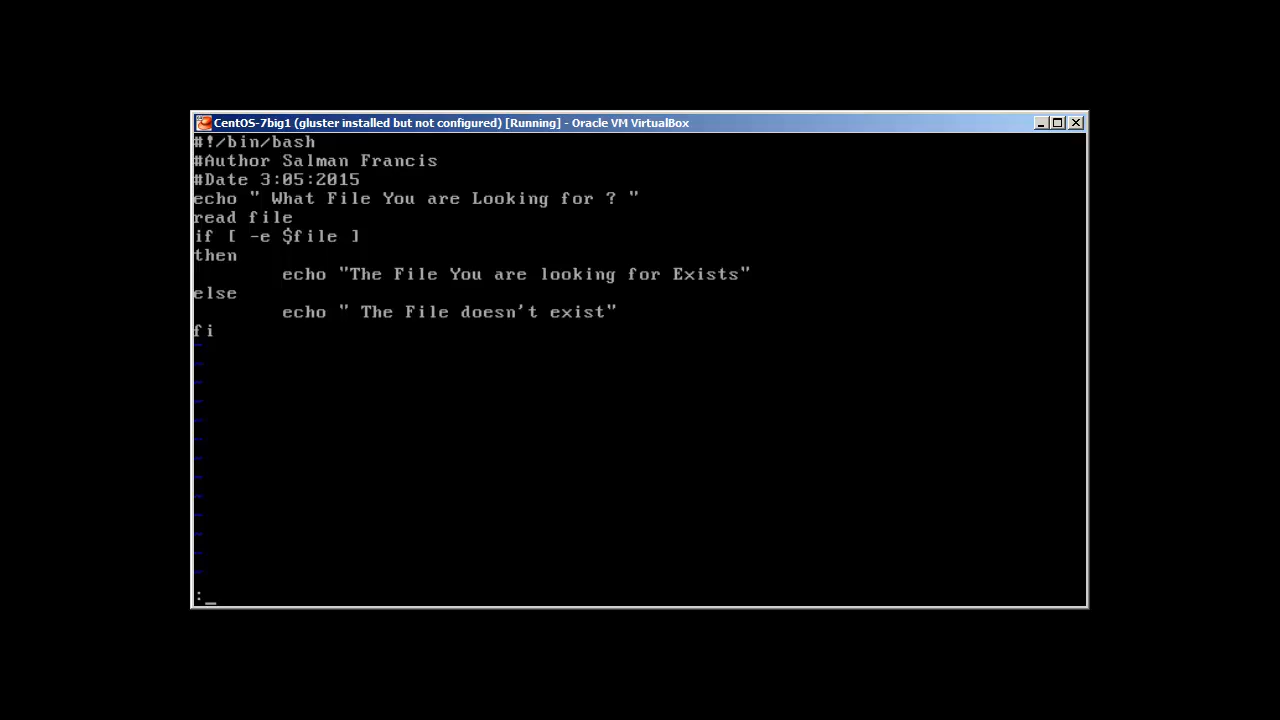 CentOS-7big1 (gluster installed but not configured) [Running] - Oracle VM VirtualBox
#!/bin/bash
#Author Salman Francis
#Date 3:05:2015
echo " What File You are Looking for ? "
read file
if [ -e $file ]
then
        echo "The File You are looking for Exists"
else
        echo " The File doesn't exist"
fi
~
~
~
~
~
~
~
~
~
~
~
~
~
:_